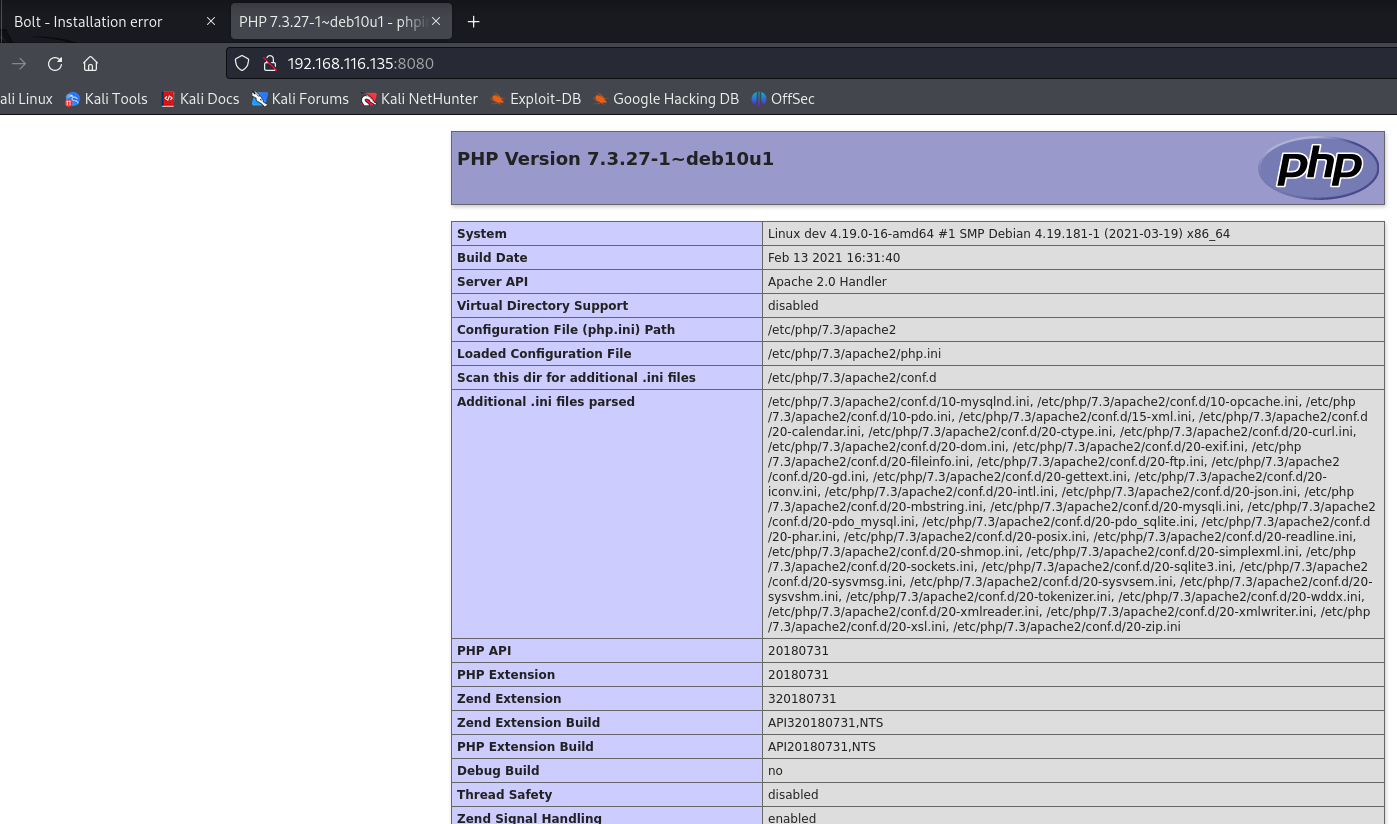 Bolt - Installation error
PHP 7.3.27-1~deb10u1 - phpi
192.168.116.135:8080
ali Linux Kali Tools Kali Docs Kali Forums Kali NetHunter Exploit-DB Google Hacking DB OffSec
PHP Version 7.3.27-1~deb10u1
php
System Linux dev 4.19.0-16-amd64 #1 SMP Debian 4.19.181-1 (2021-03-19) x86_64
Build Date Feb 13 2021 16:31:40
Server API Apache 2.0 Handler
Virtual Directory Support disabled
Configuration File (php.ini) Path /etc/php/7.3/apache2
Loaded Configuration File /etc/php/7.3/apache2/php.ini
Scan this dir for additional .ini files /etc/php/7.3/apache2/conf.d
Additional .ini files parsed /etc/php/7.3/apache2/conf.d/10-mysqlnd.ini, /etc/php/7.3/apache2/conf.d/10-opcache.ini, /etc/php
/7.3/apache2/conf.d/10-pdo.ini, /etc/php/7.3/apache2/conf.d/15-xml.ini, /etc/php/7.3/apache2/conf.d
/20-calendar.ini, /etc/php/7.3/apache2/conf.d/20-ctype.ini, /etc/php/7.3/apache2/conf.d/20-curl.ini,
/etc/php/7.3/apache2/conf.d/20-dom.ini, /etc/php/7.3/apache2/conf.d/20-exif.ini, /etc/php
/7.3/apache2/conf.d/20-fileinfo.ini, /etc/php/7.3/apache2/conf.d/20-ftp.ini, /etc/php/7.3/apache2
/conf.d/20-gd.ini, /etc/php/7.3/apache2/conf.d/20-gettext.ini, /etc/php/7.3/apache2/conf.d/20-
iconv.ini, /etc/php/7.3/apache2/conf.d/20-intl.ini, /etc/php/7.3/apache2/conf.d/20-json.ini, /etc/php
/7.3/apache2/conf.d/20-mbstring.ini, /etc/php/7.3/apache2/conf.d/20-mysqli.ini, /etc/php/7.3/apache2
/conf.d/20-pdo_mysql.ini, /etc/php/7.3/apache2/conf.d/20-pdo_sqlite.ini, /etc/php/7.3/apache2/conf.d
/20-phar.ini, /etc/php/7.3/apache2/conf.d/20-posix.ini, /etc/php/7.3/apache2/conf.d/20-readline.ini,
/etc/php/7.3/apache2/conf.d/20-shmop.ini, /etc/php/7.3/apache2/conf.d/20-simplexml.ini, /etc/php
/7.3/apache2/conf.d/20-sockets.ini, /etc/php/7.3/apache2/conf.d/20-sqlite3.ini, /etc/php/7.3/apache2
/conf.d/20-sysvmsg.ini, /etc/php/7.3/apache2/conf.d/20-sysvsem.ini, /etc/php/7.3/apache2/conf.d/20-
sysvshm.ini, /etc/php/7.3/apache2/conf.d/20-tokenizer.ini, /etc/php/7.3/apache2/conf.d/20-wddx.ini,
/etc/php/7.3/apache2/conf.d/20-xmlreader.ini, /etc/php/7.3/apache2/conf.d/20-xmlwriter.ini, /etc/php
/7.3/apache2/conf.d/20-xsl.ini, /etc/php/7.3/apache2/conf.d/20-zip.ini
PHP API 20180731
PHP Extension 20180731
Zend Extension 320180731
Zend Extension Build API320180731,NTS
PHP Extension Build API20180731,NTS
Debug Build no
Thread Safety disabled
Zend Signal Handling enabled